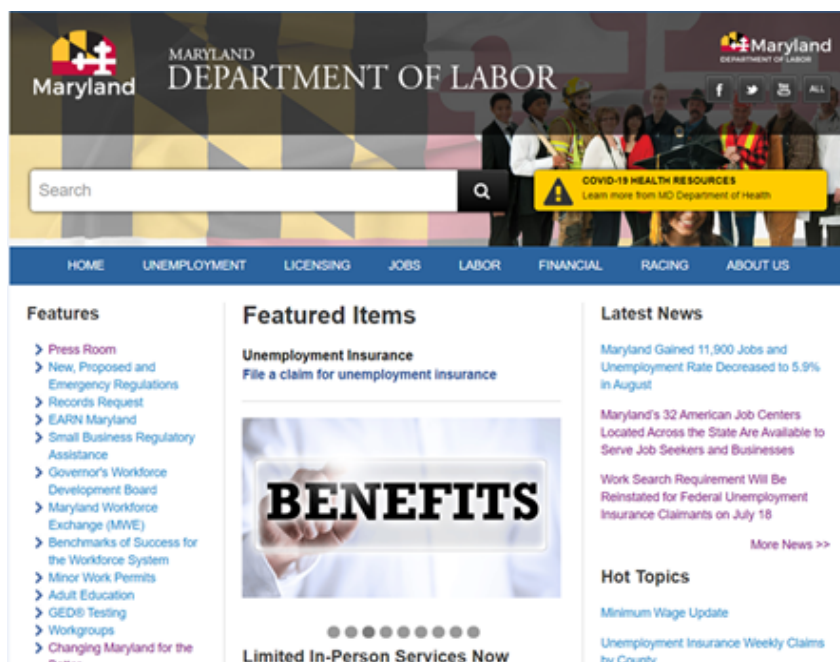 Maryland
MARYLAND
DEPARTMENT OF LABOR
Maryland
DEPARTMENT OF LABOR
f
You
ALL
Search
COVID-19 HEALTH RESOURCES
Learn more from MD Department of Health
HOME UNEMPLOYMENT LICENSING JOBS LABOR FINANCIAL RACING ABOUT US
Features
Press Room
New, Proposed and
Emergency Regulations
Records Request
EARN Maryland
Small Business Regulatory
Assistance
Governor's Workforce
Development Board
Maryland Workforce
Exchange (MWE)
Benchmarks of Success for
the Workforce System
Minor Work Permits
Adult Education
GED® Testing
Workgroups
Changing Maryland for the
Featured Items
Unemployment Insurance
File a claim for unemployment insurance
BENEFITS
Limited In-Person Services Now
Latest News
Maryland Gained 11,900 Jobs and
Unemployment Rate Decreased to 5.9%
in August
Maryland's 32 American Job Centers
Located Across the State Are Available to
Serve Job Seekers and Businesses
Work Search Requirement Will Be
Reinstated for Federal Unemployment
Insurance Claimants on July 18
More News >>
Hot Topics
Minimum Wage Update
Unemployment Insurance Weekly Claims
by County